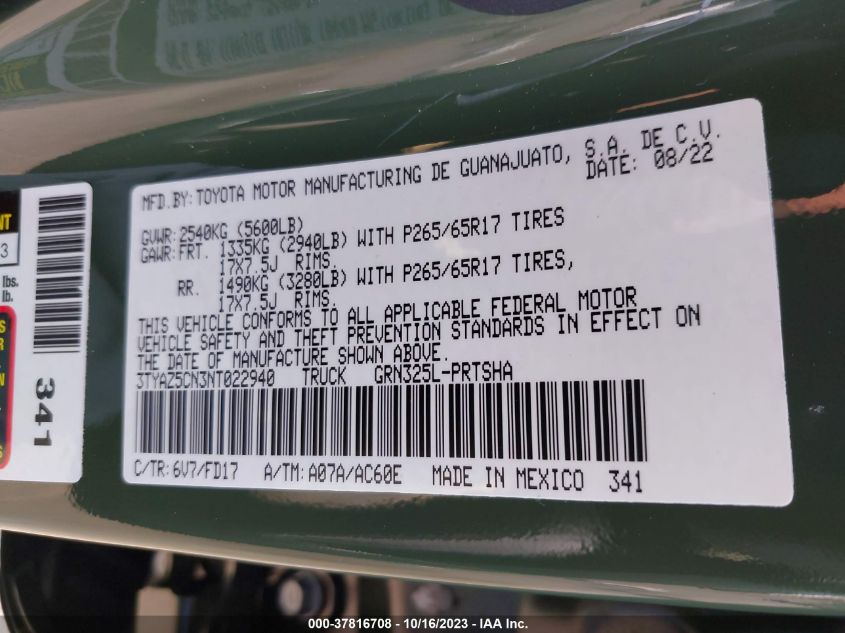 MFD.BY: TOYOTA MOTOR MANUFACTURING DE GUANAJUATO, S.A. DE C.V.
DATE: 08/22
GVWR: 2540KG (5600LB)
GAWR: FRT. 1335KG (2940LB) WITH P265/65R17 TIRES
17X7.5J RIMS.
RR. 1490KG (3280LB) WITH P265/65R17 TIRES,
17X7.5J RIMS.
THIS VEHICLE CONFORMS TO ALL APPLICABLE FEDERAL MOTOR
VEHICLE SAFETY AND THEFT PREVENTION STANDARDS IN EFFECT ON
THE DATE OF MANUFACTURE SHOWN ABOVE.
3TYAZ5CN3NT022940 TRUCK GRN325L-PRTSHA
C/TR: 6V7/FD17 A/TM: A07A/AC60E MADE IN MEXICO 341
NT
3
lbs.
lb.
S
R
N
S
341
000-37816708 - 10/16/2023 - IAA Inc.